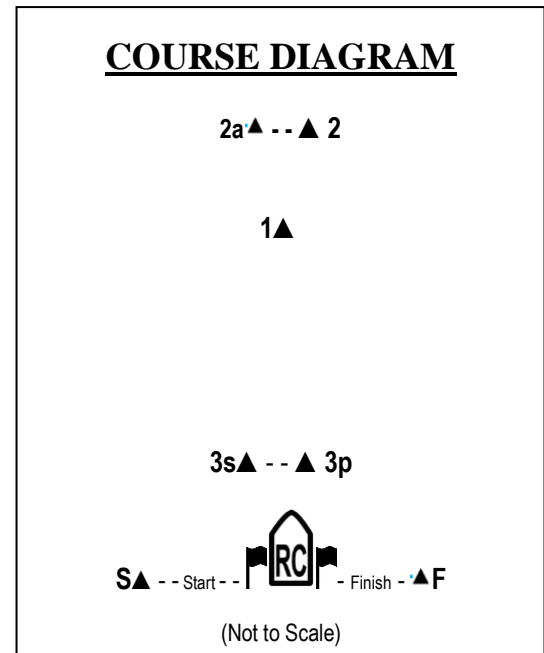 COURSE DIAGRAM
2a▲ - - ▲ 2
1▲
3s▲ - - ▲ 3p
S▲ - - Start - - RC - Finish - ▲F
(Not to Scale)